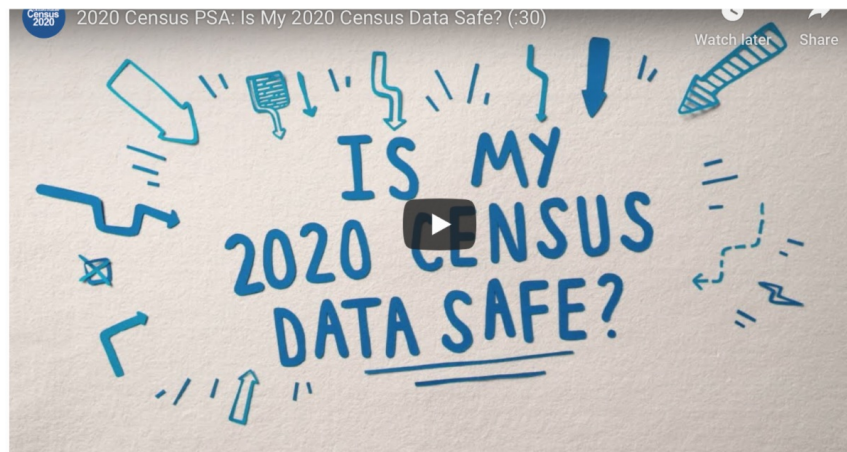 Census
2020
2020 Census PSA: Is My 2020 Census Data Safe? (:30)
Watch later
Share
IS MY
2020 CENSUS
DATA SAFE?